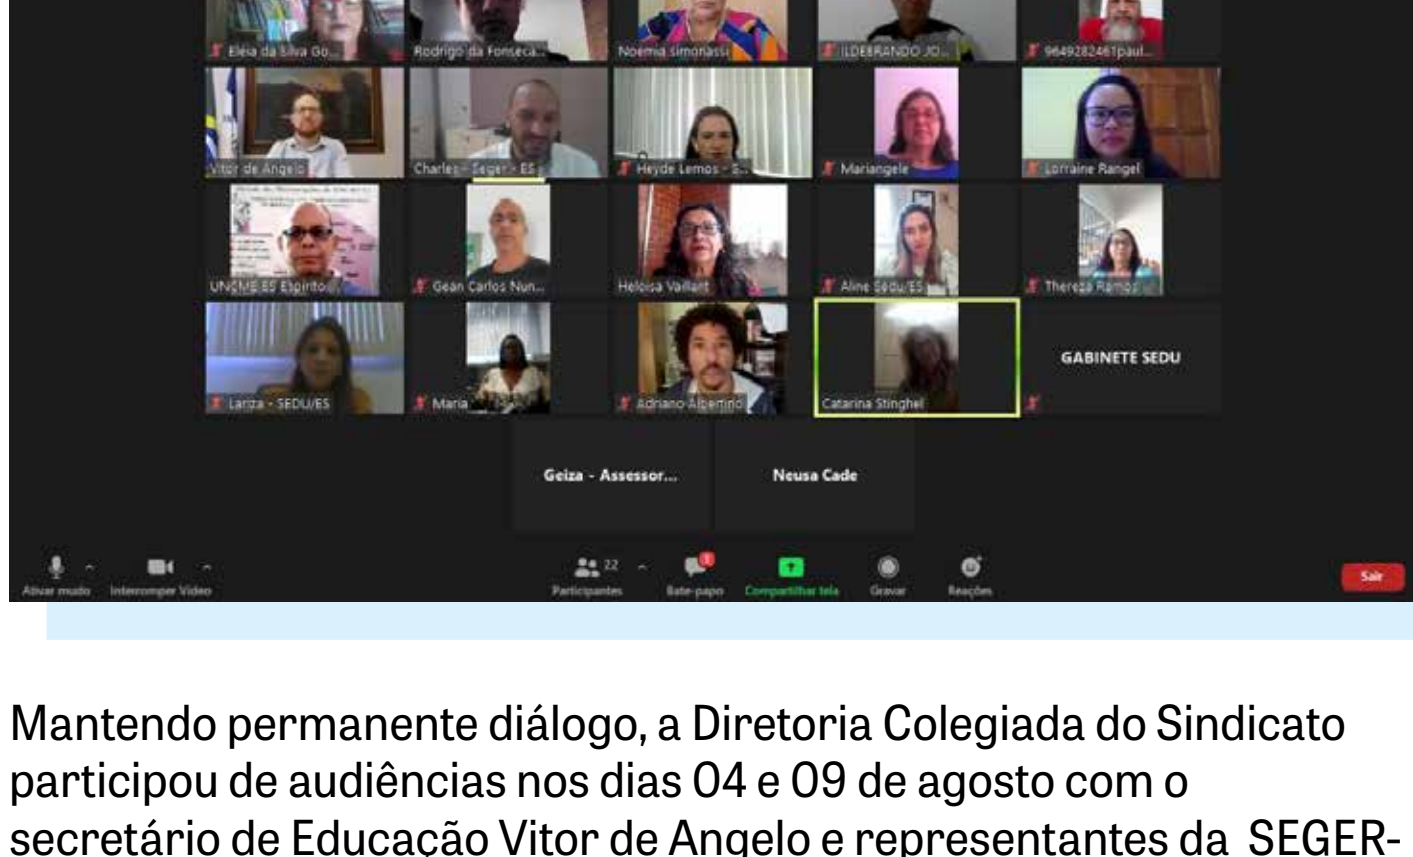 Eleia da Silva Go...
Rodrigo da Fonseca...
Noemia simonassi
ILDEBRANDO JO...
9649282461paul...
Vitor de Angelo
Charles - Seger - ES
Heyde Lemos - S...
Mariangele
Lorraine Rangel
UNCME ES Espirito...
Gean Carlos Nun...
Heloisa Vaillant
Aline Sedu/ES
Thereza Ramos
Lariza - SEDU/ES
Maria
Adriano Albertino
Catarina Stinghel
GABINETE SEDU
Geiza - Assessor...
Neusa Cade
Ativar mudo
Interromper Vídeo
22
Participantes
1
Bate-papo
Compartilhar tela
Gravar
Reações
Sair
Mantendo permanente diálogo, a Diretoria Colegiada do Sindicato
participou de audiências nos dias 04 e 09 de agosto com o
secretário de Educação Vitor de Angelo e representantes da SEGER-